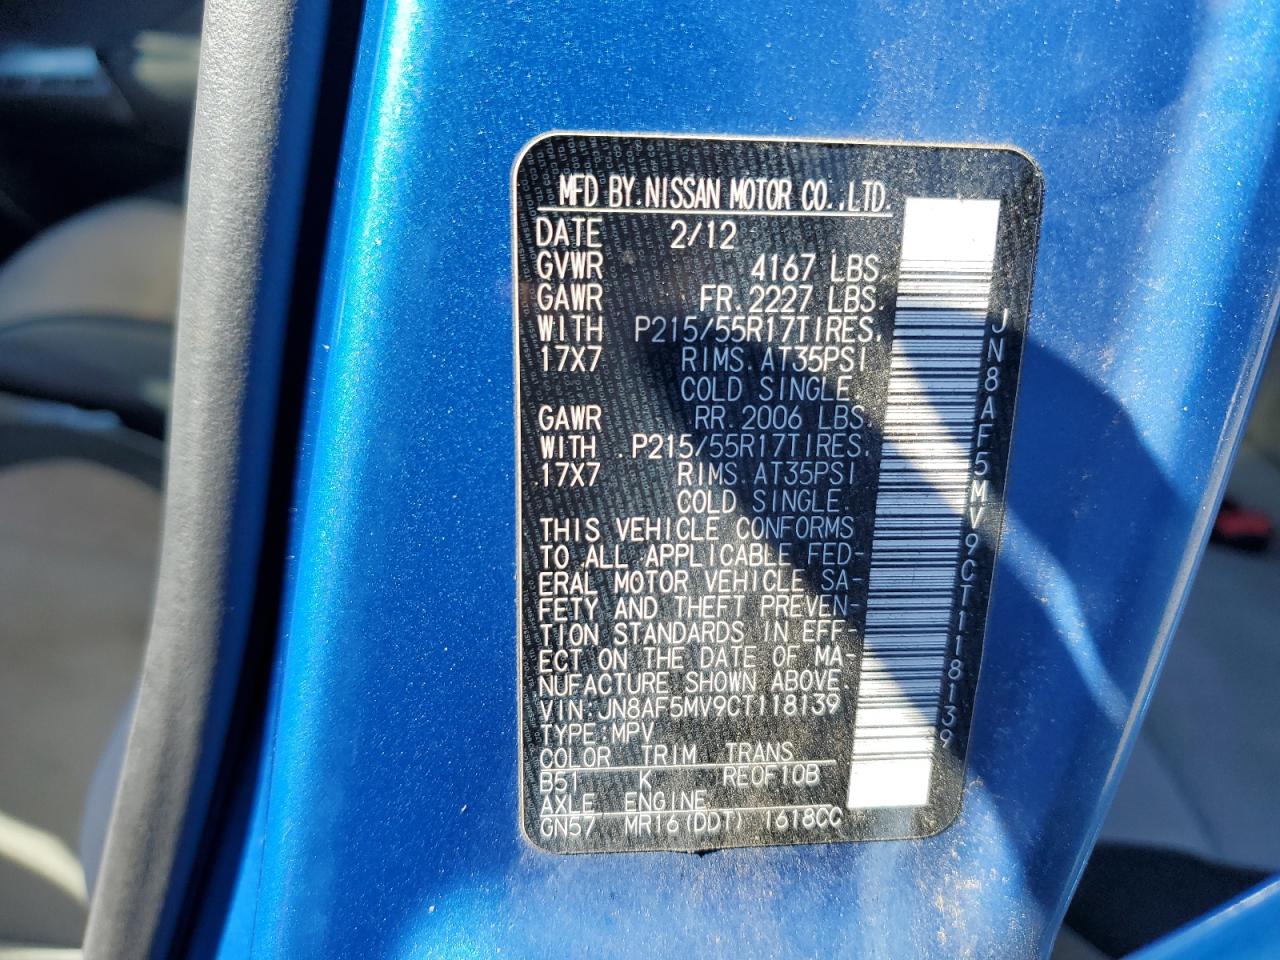 MFD BY.NISSAN MOTOR CO.,LTD.
DATE 2/12
GVWR 4167 LBS.
GAWR FR.2227 LBS.
WITH P215/55R17TIRES.
17X7 RIMS.AT35PSI
COLD SINGLE
GAWR RR.2006 LBS.
WITH .P215/55R17TIRES.
.17X7 RIMS.AT35PSI
COLD SINGLE.
THIS VEHICLE CONFORMS
TO ALL APPLICABLE FED-
ERAL MOTOR VEHICLE SA-
FETY AND THEFT PREVEN-
TION STANDARDS IN EFF-
ECT ON THE DATE OF MA-
NUFACTURE SHOWN ABOVE.
VIN:JN8AF5MV9CT118139
TYPE:MPV
COLOR TRIM TRANS
B51 K RE0F10B
AXLE ENGINE
GN57 MR16(DDT) 1618CC
JN8AF5MV9CT118139